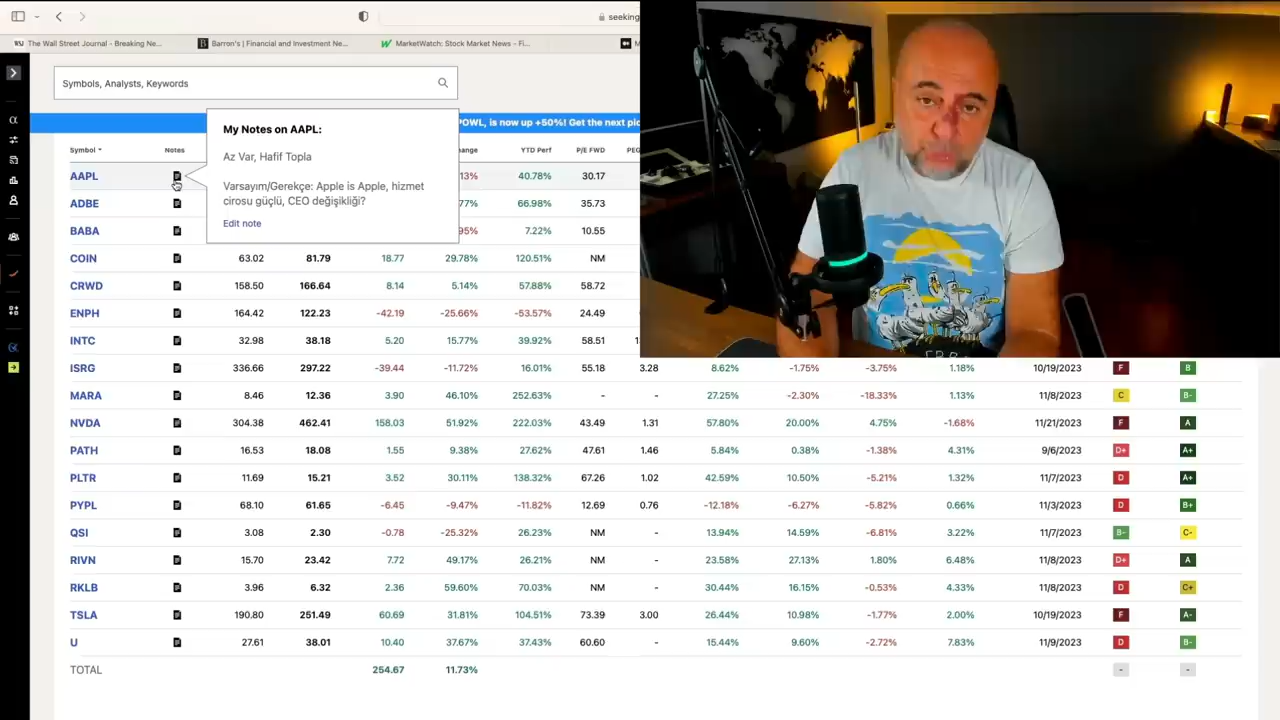 seeking
The Wall Street Journal - Breaking Ne...
Barron's | Financial and Investment Ne...
MarketWatch: Stock Market News - Fi...
Symbols, Analysts, Keywords
POWL, is now up +50%! Get the next pic
My Notes on AAPL:
Az Var, Hafif Topla
Varsayım/Gerekçe: Apple is Apple, hizmet
cirosu güçlü, CEO değişikliği?
Edit note
Symbol Notes ange YTD Perf P/E FWD PEG
AAPL 13% 40.78% 30.17
ADBE 77% 66.98% 35.73
BABA 95% 7.22% 10.55
COIN 63.02 81.79 18.77 29.78% 120.51% NM
CRWD 158.50 166.64 8.14 5.14% 57.88% 58.72
ENPH 164.42 122.23 -42.19 -25.66% -53.57% 24.49
INTC 32.98 38.18 5.20 15.77% 39.92% 58.51
ISRG 336.66 297.22 -39.44 -11.72% 16.01% 55.18 3.28 8.62% -1.75% -3.75% 1.18% 10/19/2023 F B
MARA 8.46 12.36 3.90 46.10% 252.63% - - 27.25% -2.30% -18.33% 1.13% 11/8/2023 C B-
NVDA 304.38 462.41 158.03 51.92% 222.03% 43.49 1.31 57.80% 20.00% 4.75% -1.68% 11/21/2023 F A
PATH 16.53 18.08 1.55 9.38% 27.62% 47.61 1.46 5.84% 0.38% -1.38% 4.31% 9/6/2023 D+ A+
PLTR 11.69 15.21 3.52 30.11% 138.32% 67.26 1.02 42.59% 10.50% -5.21% 1.32% 11/7/2023 D A+
PYPL 68.10 61.65 -6.45 -9.47% -11.82% 12.69 0.76 -12.18% -6.27% -5.82% 0.66% 11/3/2023 D B+
QSI 3.08 2.30 -0.78 -25.32% 26.23% NM - 13.94% 14.59% -6.81% 3.22% 11/7/2023 B- C-
RIVN 15.70 23.42 7.72 49.17% 26.21% NM - 23.58% 27.13% 1.80% 6.48% 11/8/2023 D+ A
RKLB 3.96 6.32 2.36 59.60% 70.03% NM - 30.44% 16.15% -0.53% 4.33% 11/8/2023 D C+
TSLA 190.80 251.49 60.69 31.81% 104.51% 73.39 3.00 26.44% 10.98% -1.77% 2.00% 10/19/2023 F A-
U 27.61 38.01 10.40 37.67% 37.43% 60.60 - 15.44% 9.60% -2.72% 7.83% 11/9/2023 D B-
TOTAL 254.67 11.73% - -